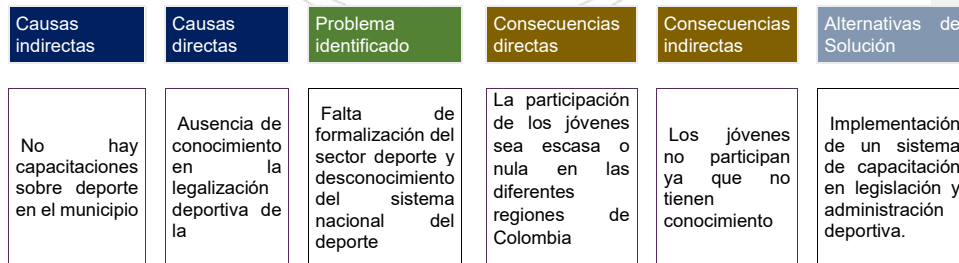 Causas
indirectas
Causas
directas
Problema
identificado
Consecuencias
directas
Consecuencias
indirectas
Alternativas de
Solución
No hay
capacitaciones
sobre deporte
en el municipio
Ausencia de
conocimiento
en la
legalización
deportiva de
la
Falta de
formalización del
sector deporte y
desconocimiento
del sistema
nacional del
deporte
La participación
de los jóvenes
sea escasa o
nula en las
diferentes
regiones de
Colombia
Los jóvenes
no participan
ya que no
tienen
conocimiento
Implementación
de un sistema
de capacitación
en legislación y
administración
deportiva.